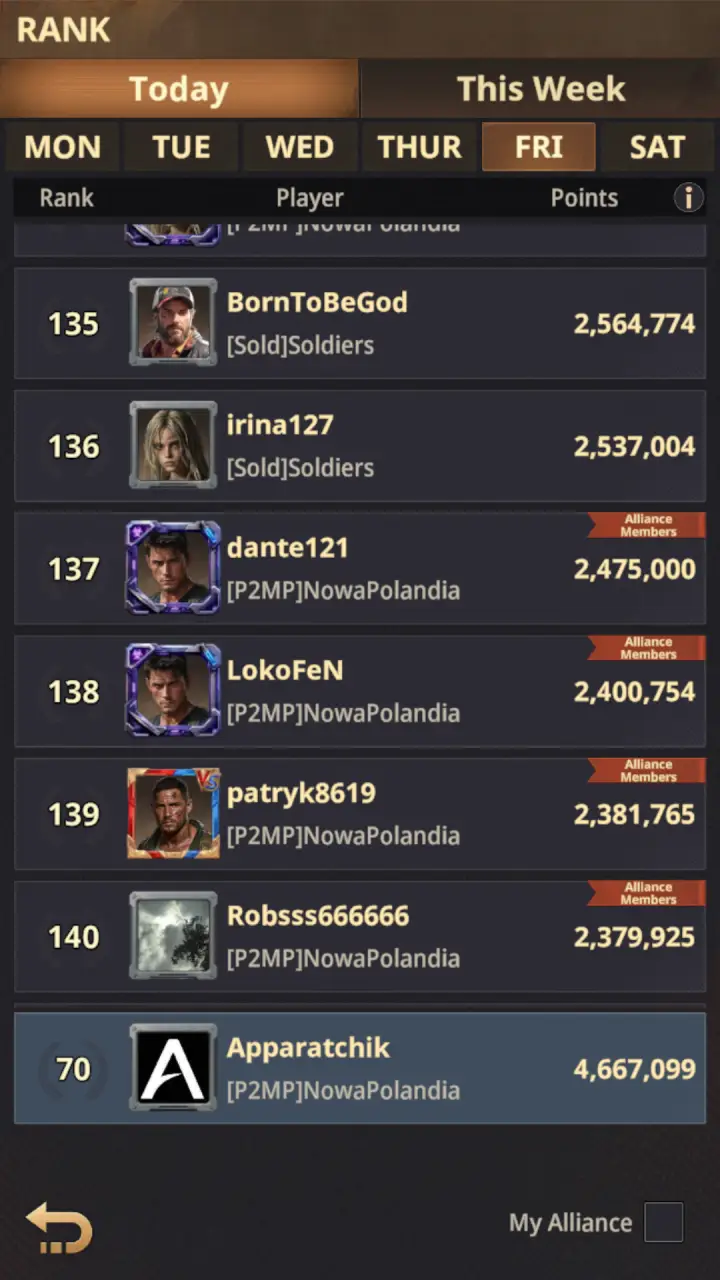 RANK
Today
This Week
MON
TUE
WED
THUR
FRI
SAT
Rank
Player
Points
[P2MP]NowaPolandia
135
BornToBeGod
[Sold]Soldiers
2,564,774
136
irina127
[Sold]Soldiers
2,537,004
Alliance
Members
137
dante121
[P2MP]NowaPolandia
2,475,000
Alliance
Members
138
LokoFeN
[P2MP]NowaPolandia
2,400,754
Alliance
Members
139
VS
patryk8619
[P2MP]NowaPolandia
2,381,765
Alliance
Members
140
Robsss666666
[P2MP]NowaPolandia
2,379,925
70
A
Apparatchik
[P2MP]NowaPolandia
4,667,099
My Alliance